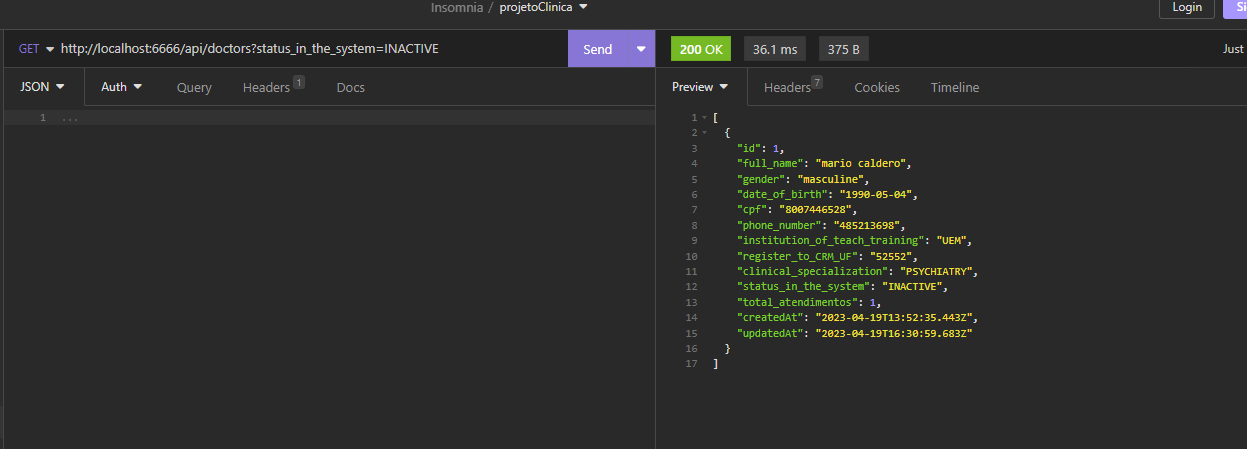 Insomnia / projetoClinica
Login
GET http://localhost:6666/api/doctors?status_in_the_system=INACTIVE
Send
200 OK 36.1 ms 375 B
Just
JSON Auth Query Headers 1 Docs
Preview Headers 7 Cookies Timeline
1 ...
1 [
2 {
3 "id": 1,
4 "full_name": "mario caldero",
5 "gender": "masculine",
6 "date_of_birth": "1990-05-04",
7 "cpf": "8007446528",
8 "phone_number": "485213698",
9 "institution_of_teach_training": "UEM",
10 "register_to_CRM_UF": "52552",
11 "clinical_specialization": "PSYCHIATRY",
12 "status_in_the_system": "INACTIVE",
13 "total_atendimentos": 1,
14 "createdAt": "2023-04-19T13:52:35.443Z",
15 "updatedAt": "2023-04-19T16:30:59.683Z"
16 }
17 ]